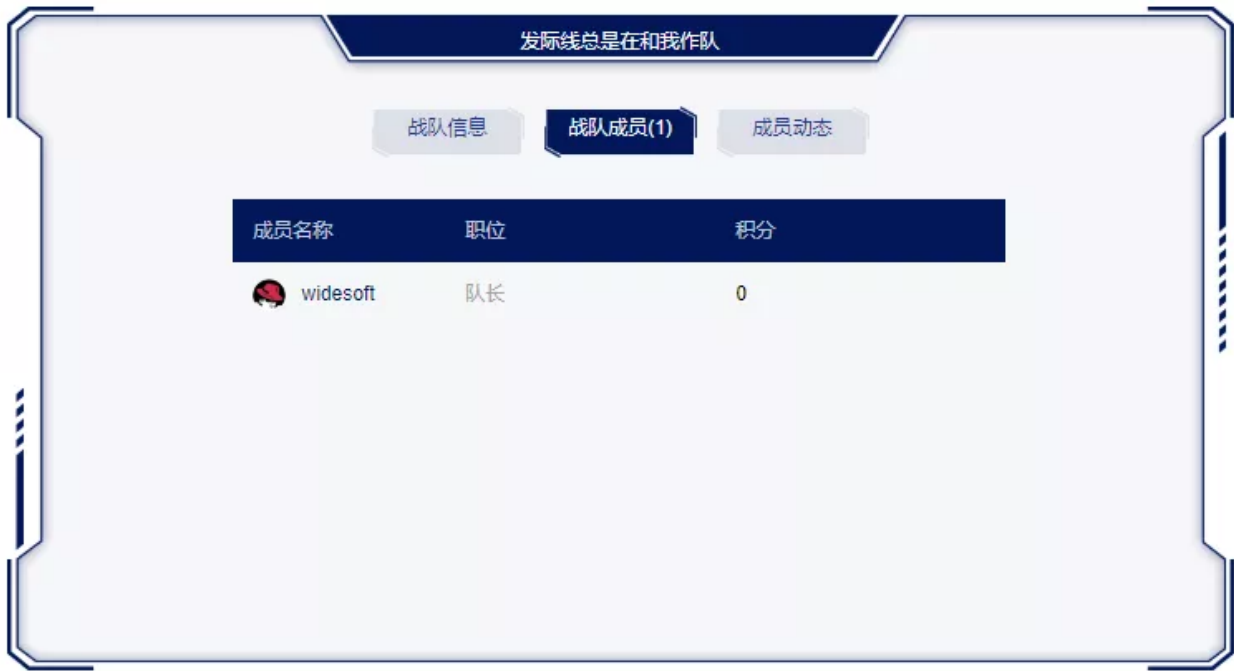 发际线总是在和我作队
战队信息 战队成员(1) 成员动态
成员名称 职位 积分
widesoft 队长 0